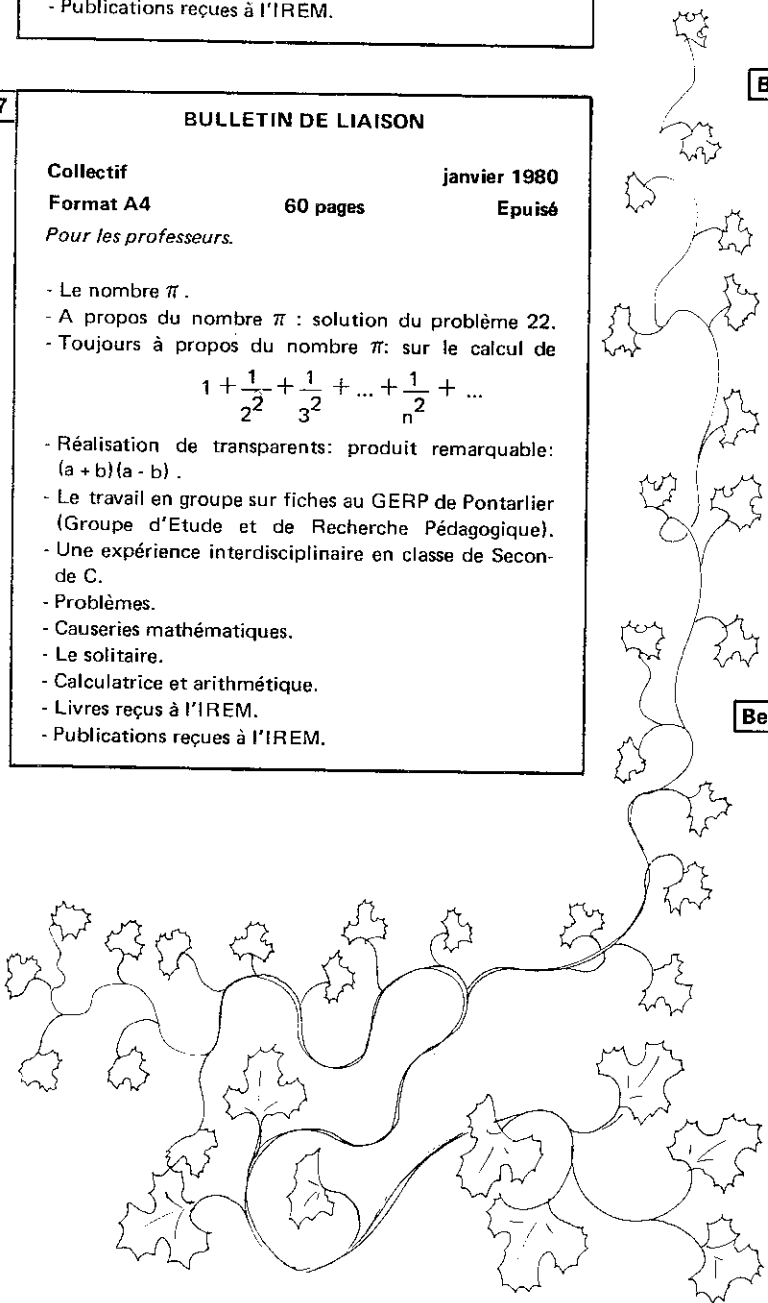 - Publications reçues à l'IREM.
B
7
BULLETIN DE LIAISON
Collectif janvier 1980
Format A4 60 pages Epuisé
Pour les professeurs.
- Le nombre π .
- A propos du nombre π : solution du problème 22.
- Toujours à propos du nombre π: sur le calcul de
1 + 1/2² + 1/3² + ... + 1/n² + ...
- Réalisation de transparents: produit remarquable:
(a + b)(a - b) .
- Le travail en groupe sur fiches au GERP de Pontarlier
(Groupe d'Etude et de Recherche Pédagogique).
- Une expérience interdisciplinaire en classe de Secon-
de C.
- Problèmes.
- Causeries mathématiques.
- Le solitaire.
- Calculatrice et arithmétique.
- Livres reçus à l'IREM.
- Publications reçues à l'IREM.
Be